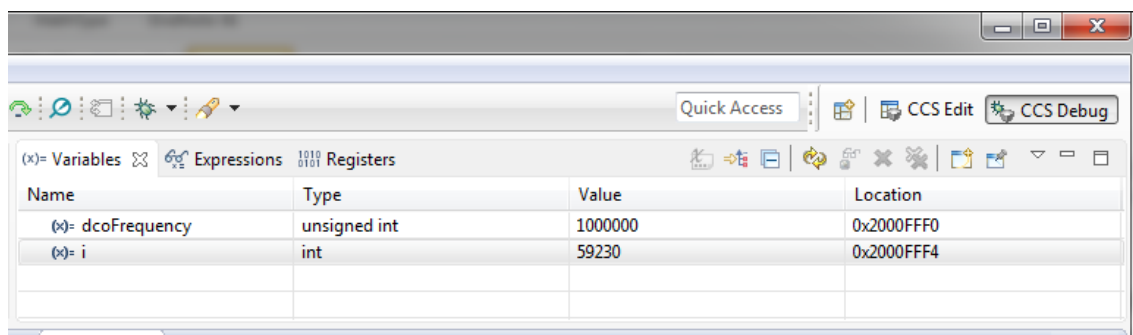 Quick Access CCS Edit CCS Debug
(x)= Variables Expressions 1010 0101 Registers
Name Type Value Location
(x)= dcoFrequency unsigned int 1000000 0x2000FFF0
(x)= i int 59230 0x2000FFF4